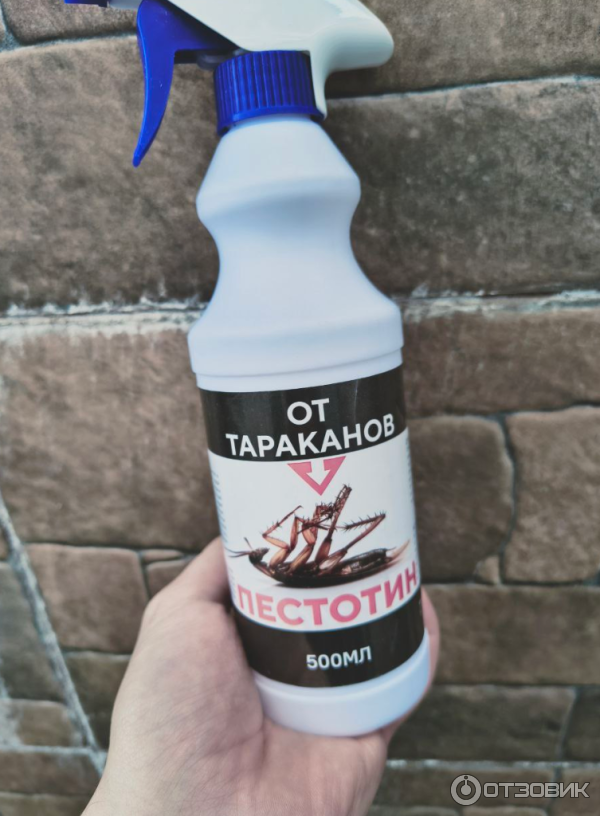 ОТ
ТАРАКАНОВ
ПЕСТОТИН
500МЛ
ОТЗОВИК